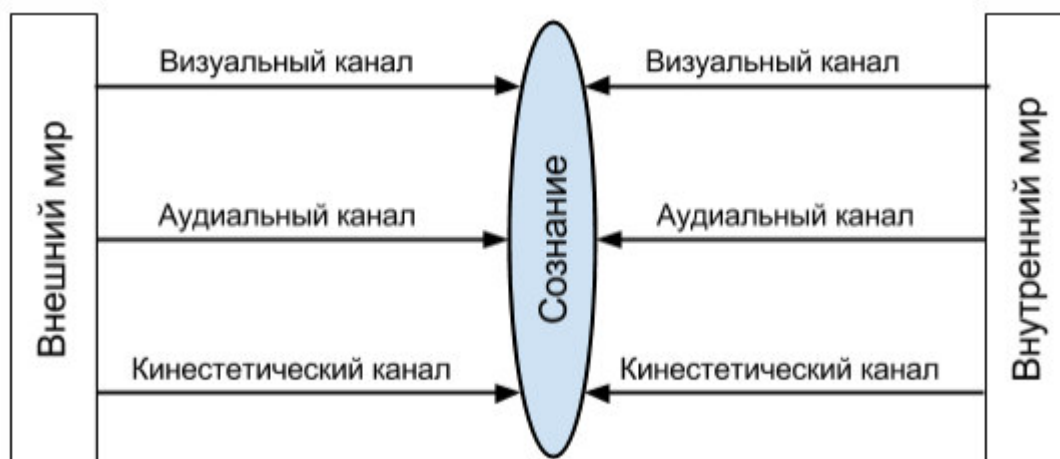 Внешний мир
Визуальный канал
Аудиальный канал
Кинестетический канал
Сознание
Визуальный канал
Аудиальный канал
Кинестетический канал
Внутренний мир